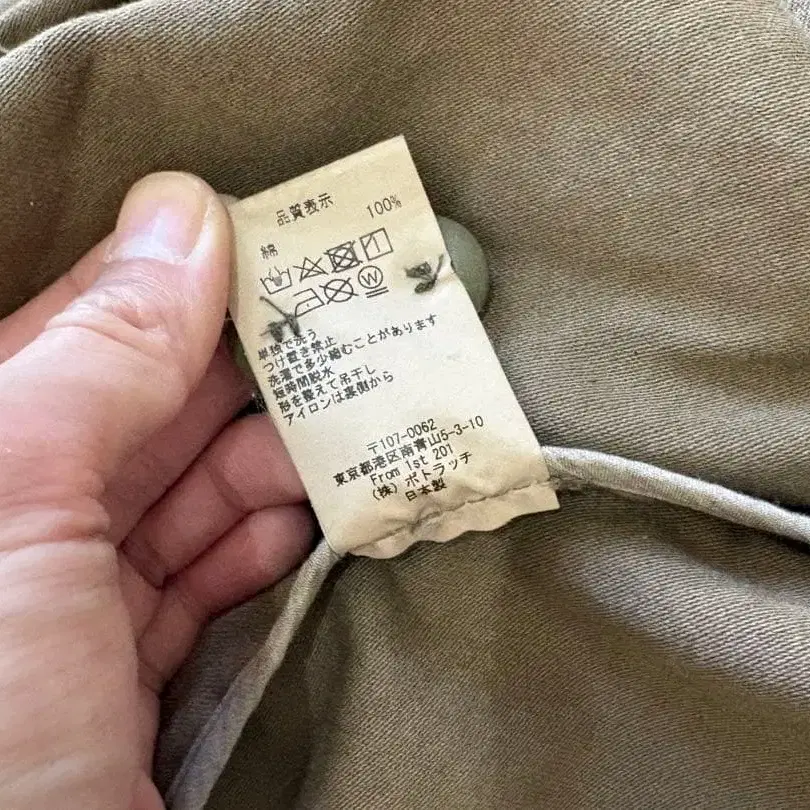 品質表示
綿 100%
W
単独で洗う
つけ置き禁止
洗濯で多少縮むことがあります
短時間脱水
形を整えて吊干し
アイロンは裏側から
〒107-0062
東京都港区南青山5-3-10
From 1st 201
(株) ポトラッチ
日本製